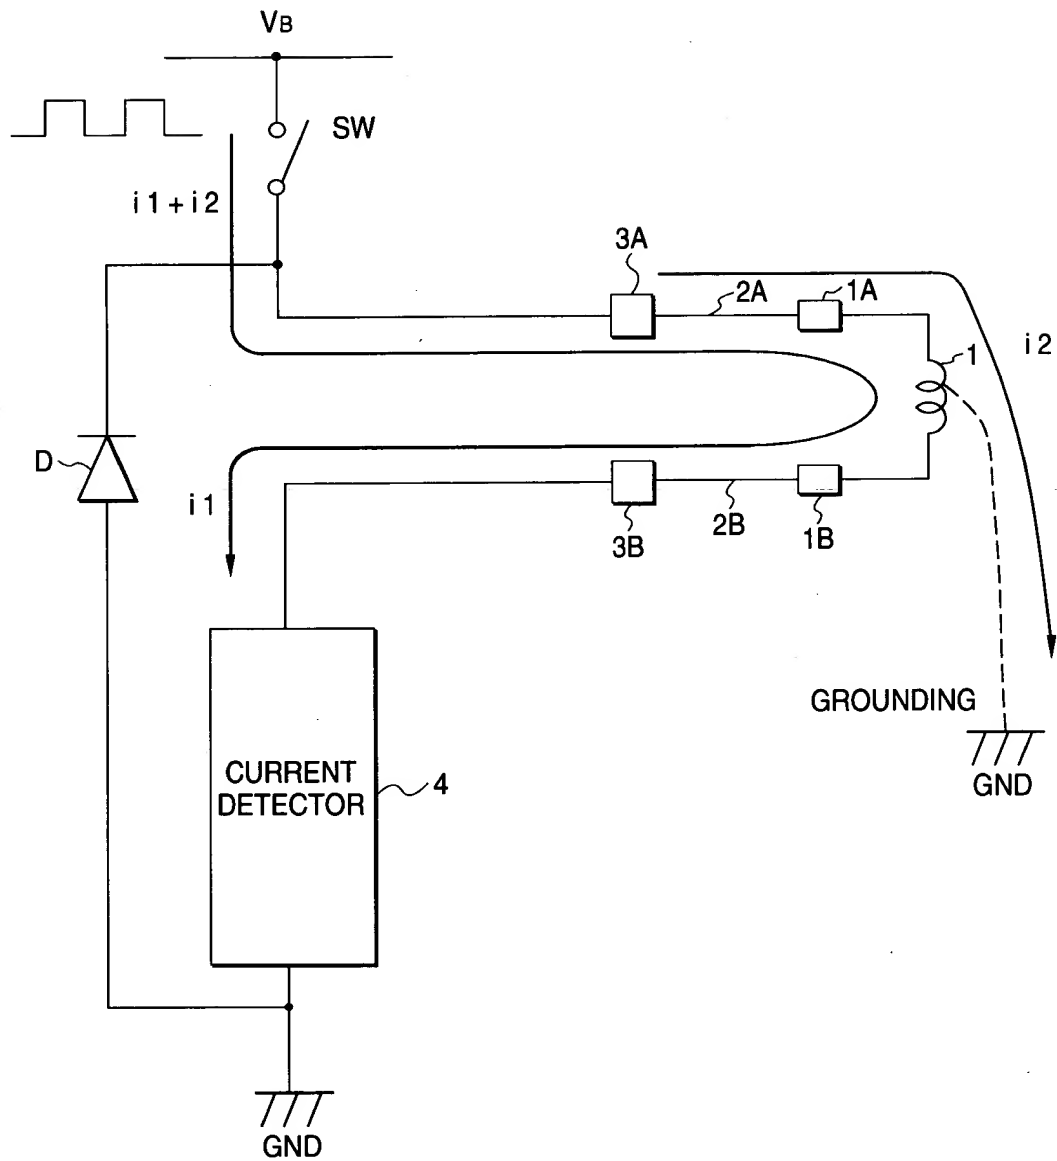 VB
SW
i1+i2
3A
2A
1A
i2
1
D
i1
3B
2B
1B
GROUNDING
GND
CURRENT
DETECTOR
4
GND